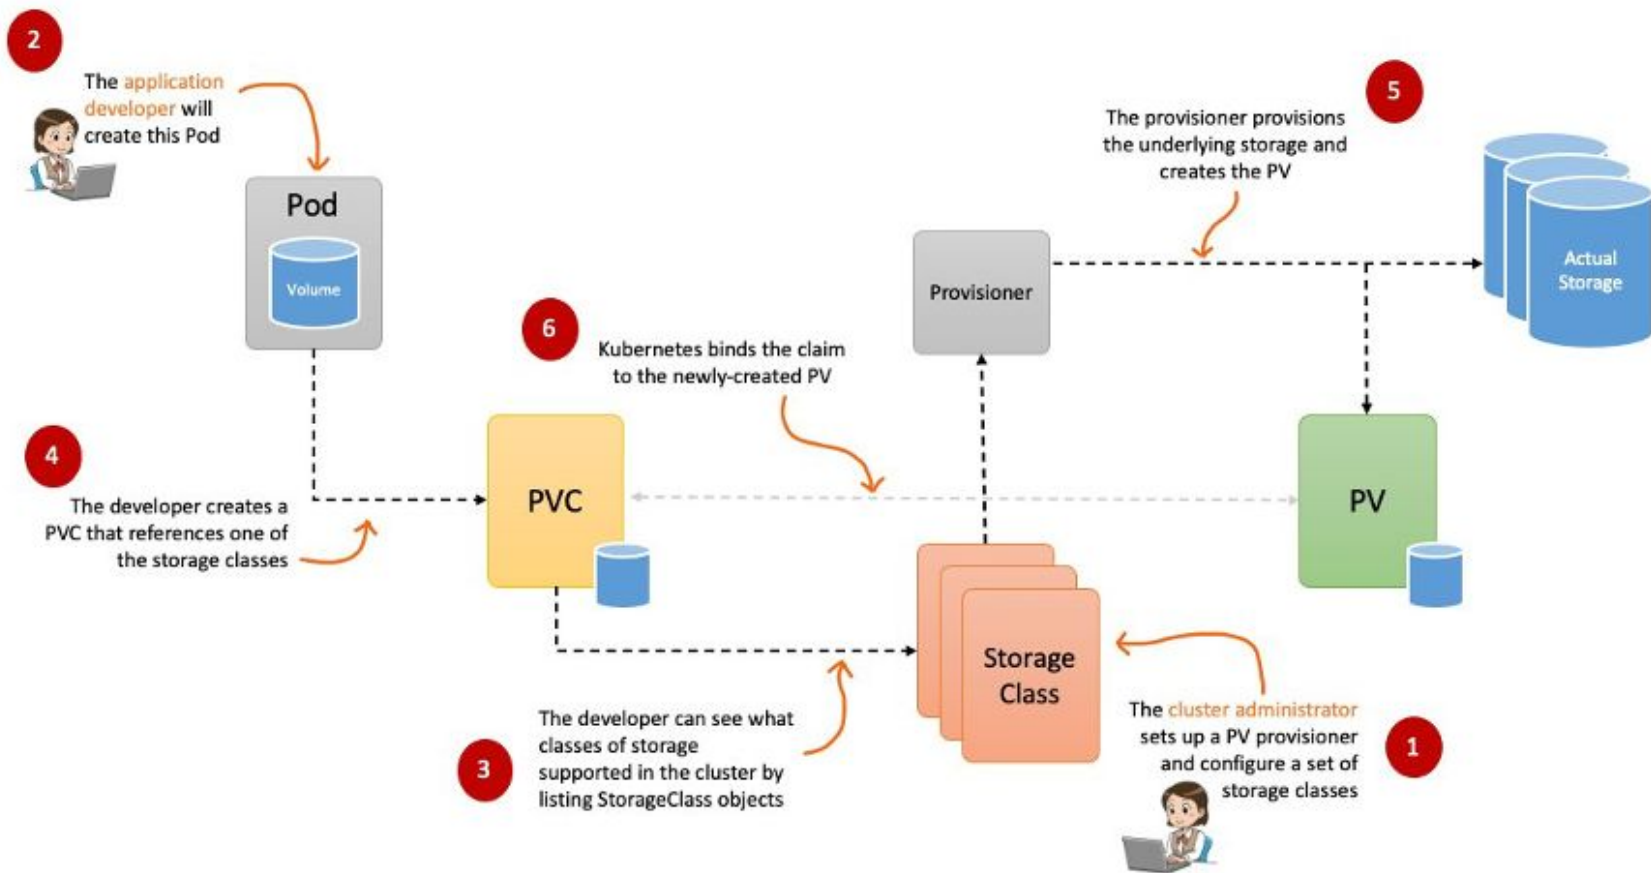 2
The application
developer will
create this Pod
Pod
Volume
5
The provisioner provisions
the underlying storage and
creates the PV
Actual
Storage
Provisioner
6
Kubernetes binds the claim
to the newly-created PV
4
The developer creates a
PVC that references one of
the storage classes
PVC
PV
Storage
Class
3
The developer can see what
classes of storage
supported in the cluster by
listing StorageClass objects
The cluster administrator
sets up a PV provisioner
and configure a set of
storage classes
1